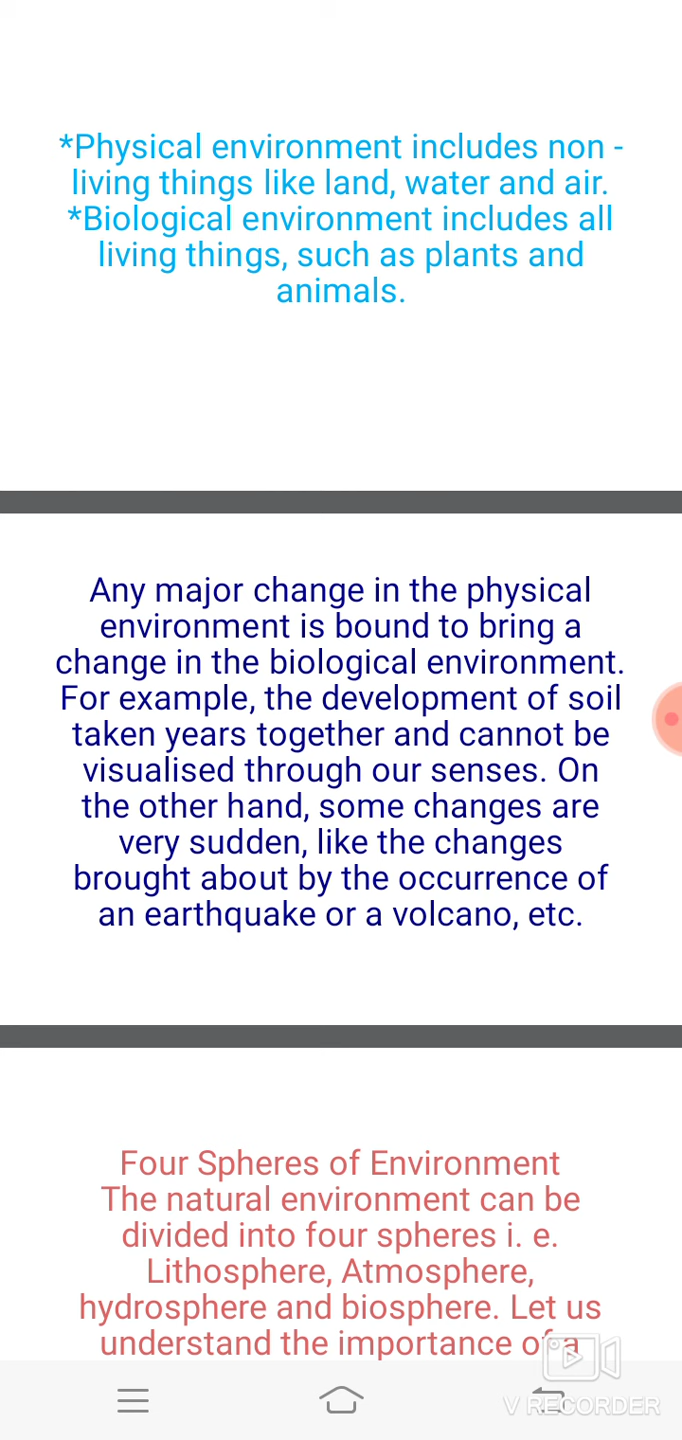 *Physical environment includes non -
living things like land, water and air.
*Biological environment includes all
living things, such as plants and
animals.
Any major change in the physical
environment is bound to bring a
change in the biological environment.
For example, the development of soil
taken years together and cannot be
visualised through our senses. On
the other hand, some changes are
very sudden, like the changes
brought about by the occurrence of
an earthquake or a volcano, etc.
Four Spheres of Environment
The natural environment can be
divided into four spheres i. e.
Lithosphere, Atmosphere,
hydrosphere and biosphere. Let us
understand the importance of a
V RECORDER